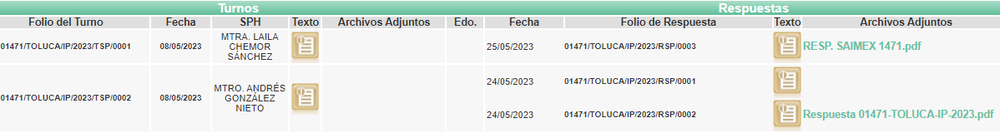 Turnos Respuestas
Folio del Turno Fecha SPH Texto Archivos Adjuntos Edo. Fecha Folio de Respuesta Texto Archivos Adjuntos
01471/TOLUCA/IP/2023/TSP/0001 08/05/2023 MTRA. LAILA
CHEMOR
SÁNCHEZ
25/05/2023 01471/TOLUCA/IP/2023/RSP/0003 RESP. SAIMEX 1471.pdf
01471/TOLUCA/IP/2023/TSP/0002 08/05/2023 MTRO. ANDRÉS
GONZÁLEZ
NIETO
24/05/2023 01471/TOLUCA/IP/2023/RSP/0001
24/05/2023 01471/TOLUCA/IP/2023/RSP/0002 Respuesta 01471-TOLUCA-IP-2023.pdf